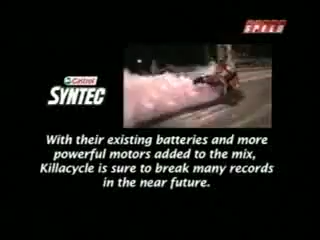 SPEED
Castrol
SYNTEC
With their existing batteries and more
powerful motors added to the mix,
Killacycle is sure to break many records
in the near future.